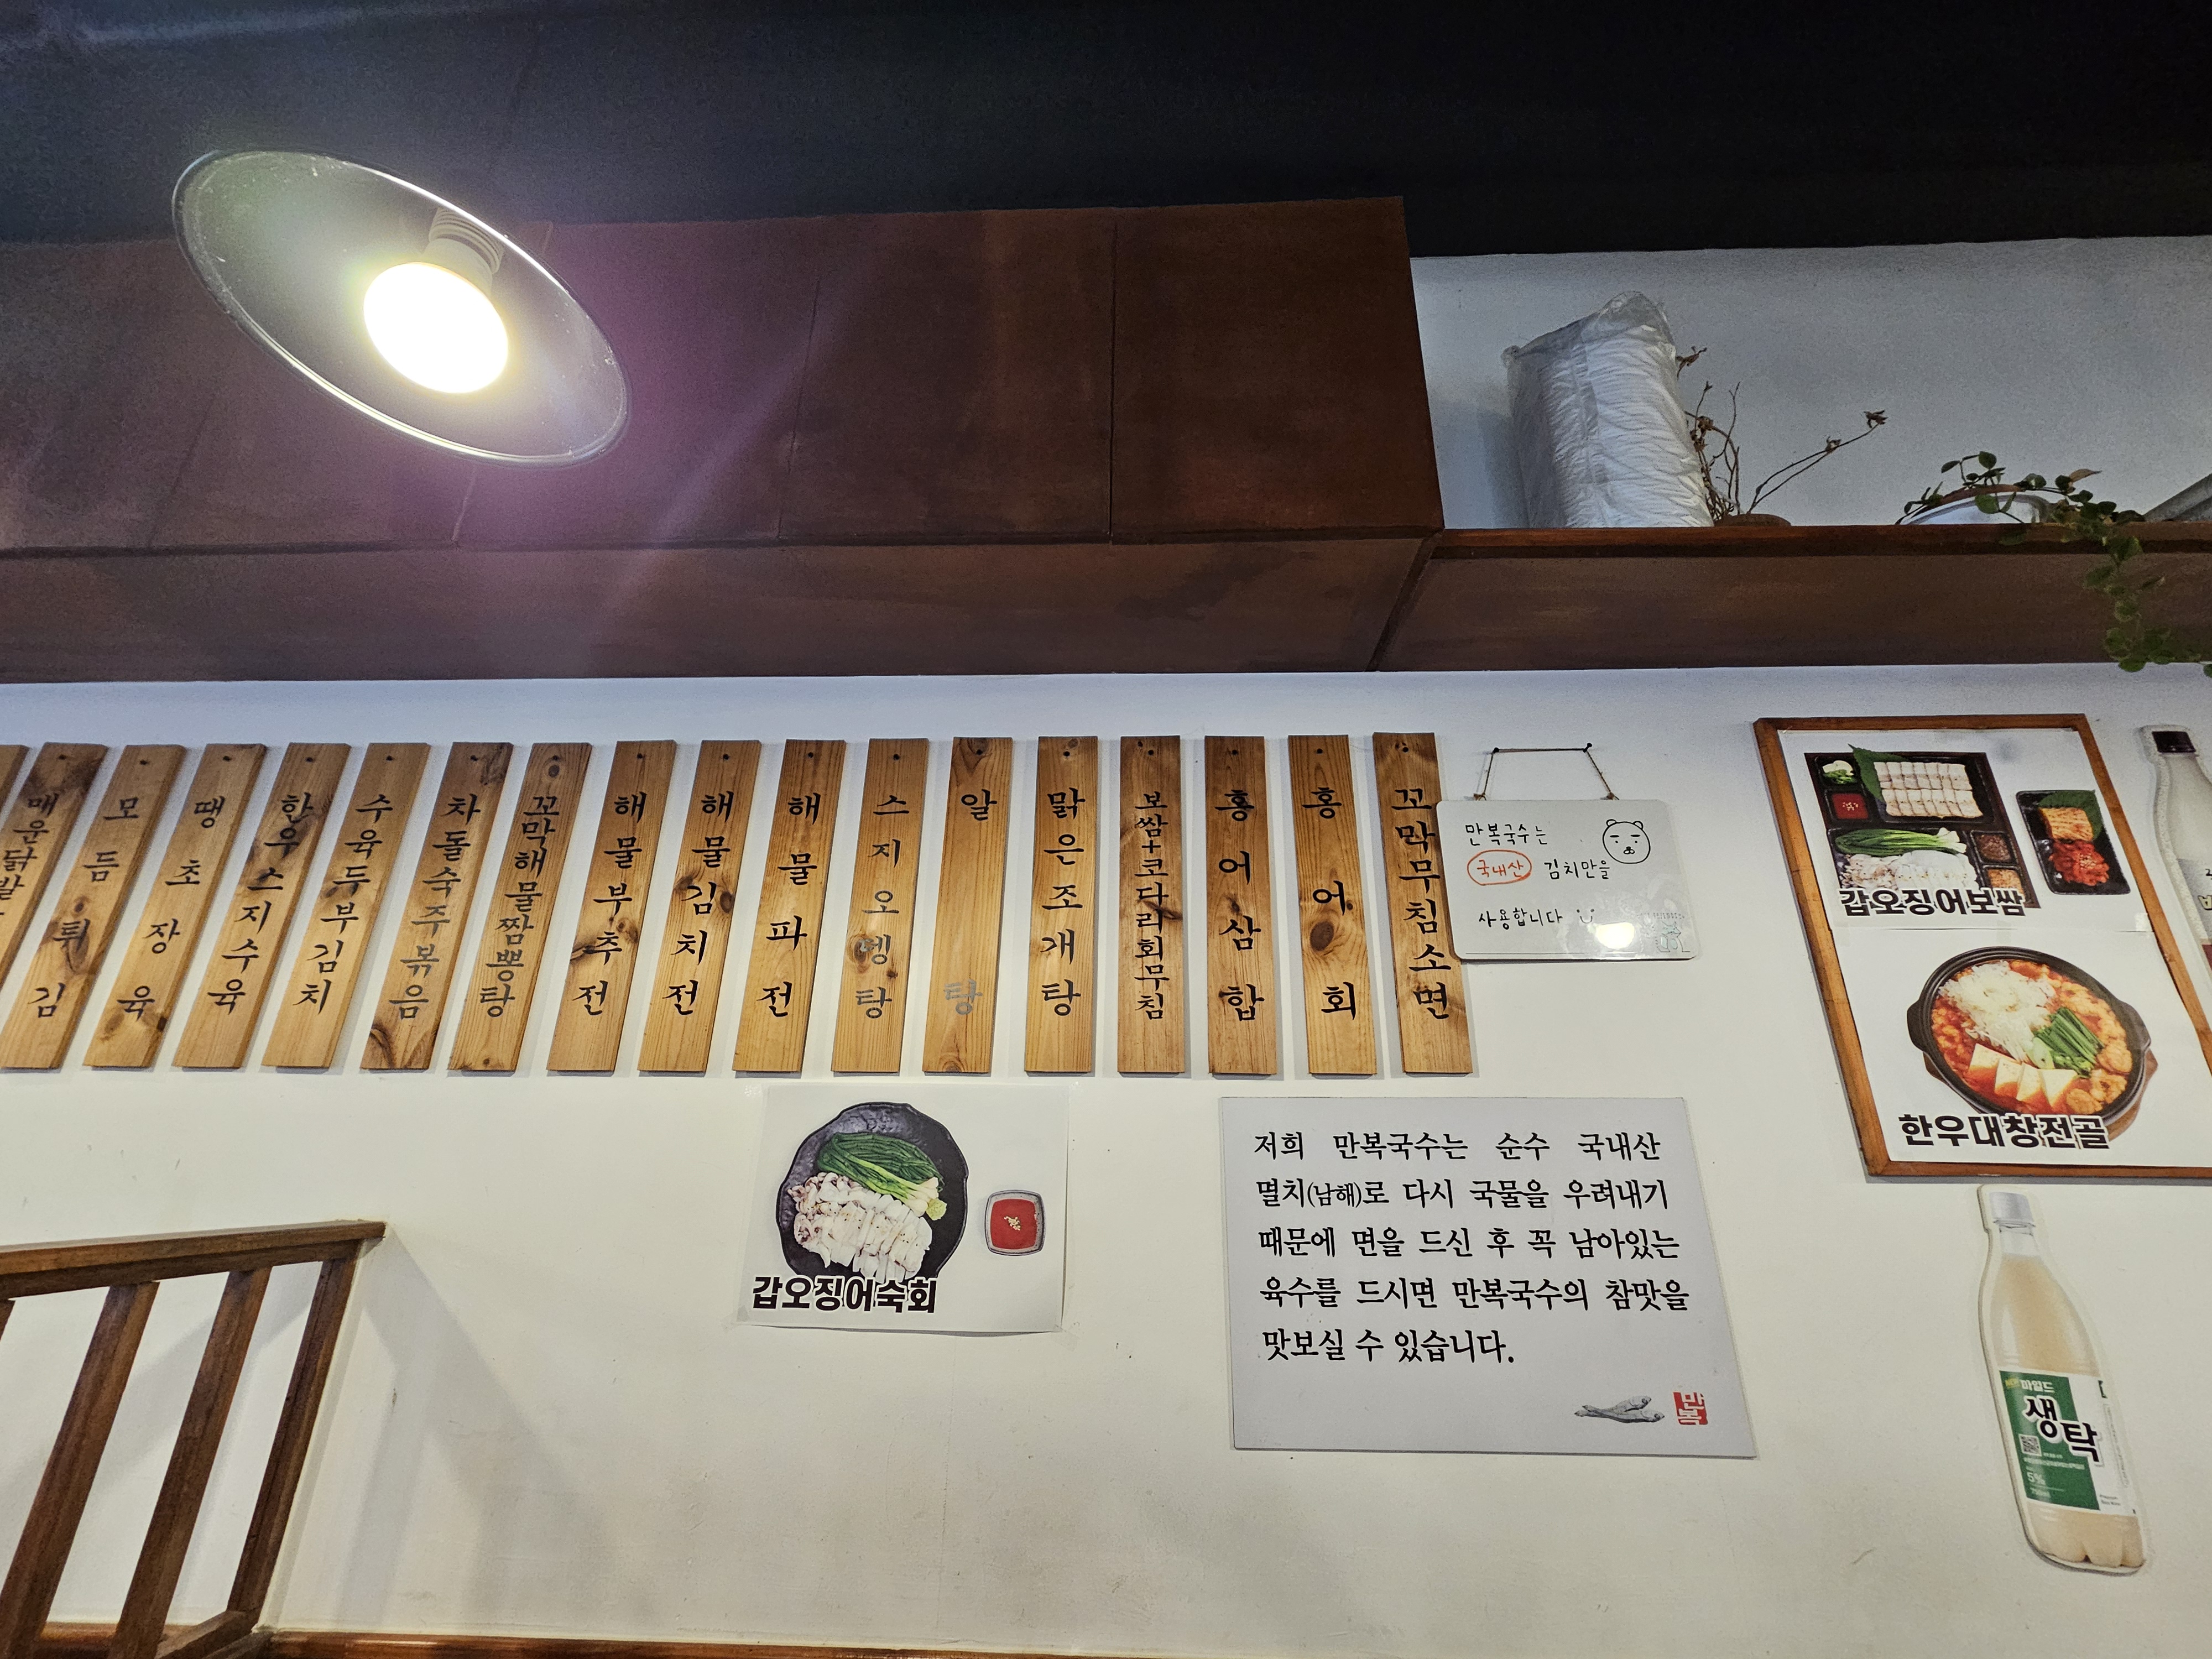 매운닭발
모듬튀김
땡초장육
한우스지수육
수육두부김치
차돌숙주볶음
꼬막해물짬뽕탕
해물부추전
해물김치전
해물파전
스지오뎅탕
알탕
맑은조개탕
보쌈+코다리회무침
홍어삼합
홍어회
꼬막무침소면
만복국수는
국내산 김치만을
사용합니다
갑오징어보쌈
한우대창전골
갑오징어숙회
저희 만복국수는 순수 국내산
멸치(남해)로 다시 국물을 우려내기
때문에 면을 드신 후 꼭 남아있는
육수를 드시면 만복국수의 참맛을
맛보실 수 있습니다.
만복
마일드
생탁
5%